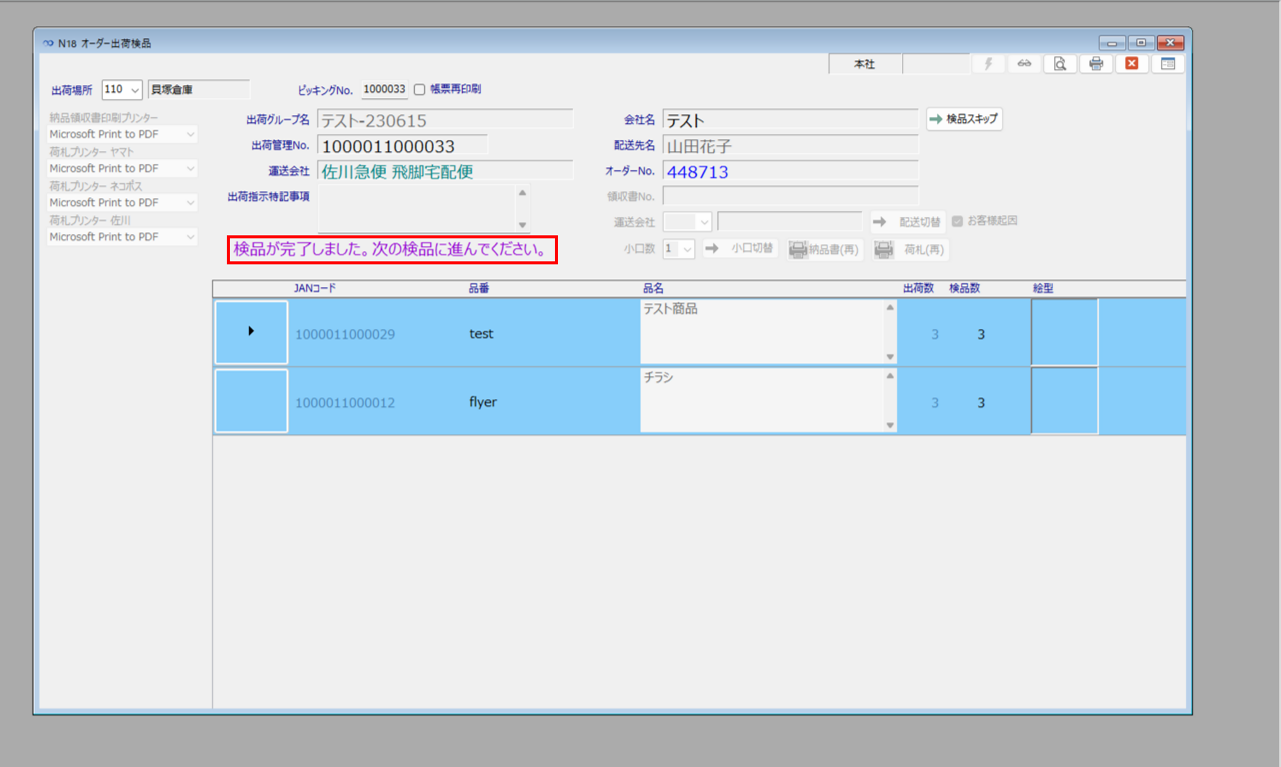 N18 オーダー出荷検品
本社
出荷場所 110 貝塚倉庫 ピッキングNo. 1000033 帳票再印刷
納品領収書印刷プリンター
Microsoft Print to PDF
荷札プリンター ヤマト
Microsoft Print to PDF
荷札プリンター ネコポス
Microsoft Print to PDF
荷札プリンター 佐川
Microsoft Print to PDF
出荷グループ名 テスト-230615
出荷管理No. 1000011000033
運送会社 佐川急便 飛脚宅配便
出荷指示特記事項
検品が完了しました。次の検品に進んでください。
会社名 テスト 検品スキップ
配送先名 山田花子
オーダーNo. 448713
領収書No.
運送会社 配送切替 お客様起因
小口数 1 小口切替 納品書(再) 荷札(再)
JANコード 品番 品名 出荷数 検品数 絵型
1000011000029 test テスト商品 3 3
1000011000012 flyer チラシ 3 3